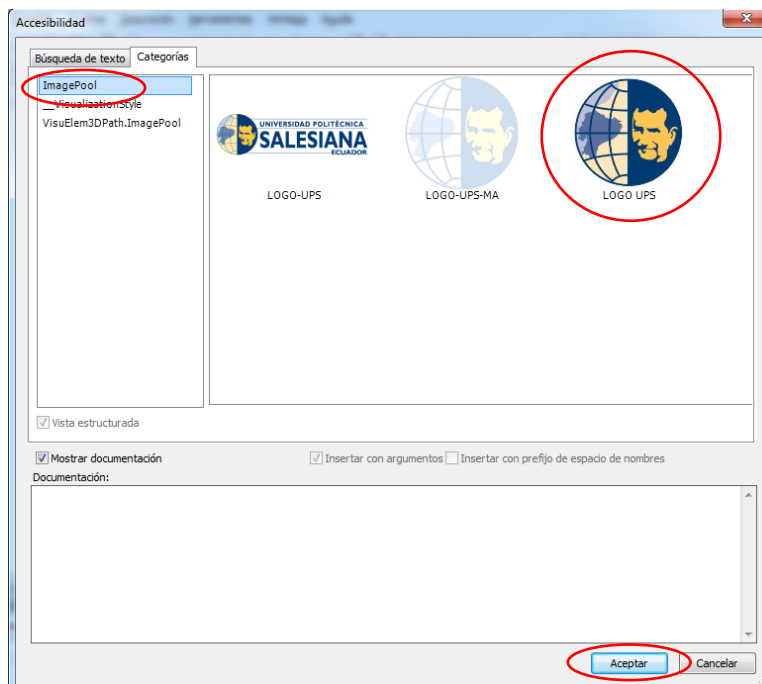 Accesibilidad
Búsqueda de texto
Categorías
ImagePool
__VisualizationStyle
VisuElem3DPath.ImagePool
UNIVERSIDAD POLITÉCNICA
SALESIANA
ECUADOR
LOGO-UPS
LOGO-UPS-MA
LOGO UPS
Vista estructurada
Mostrar documentación
Insertar con argumentos
Insertar con prefijo de espacio de nombres
Documentación:
Aceptar
Cancelar